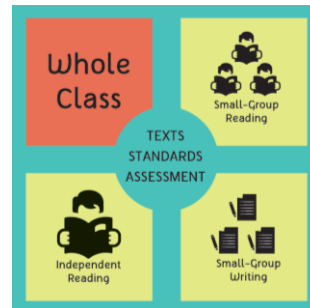 Whole
Class
Small-Group
Reading
TEXTS
STANDARDS
ASSESSMENT
Independent
Reading
Small-Group
Writing